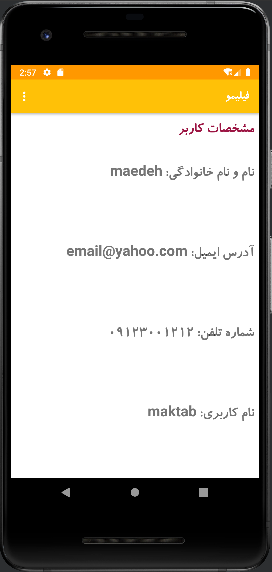 2:57
فیلیمو
مشخصات کاربر
نام و نام خانوادگی: maedeh
آدرس ایمیل: email@yahoo.com
شماره تلفن: ۰۹۱۲۳۰۰۱۲۱۲
نام کاربری: maktab